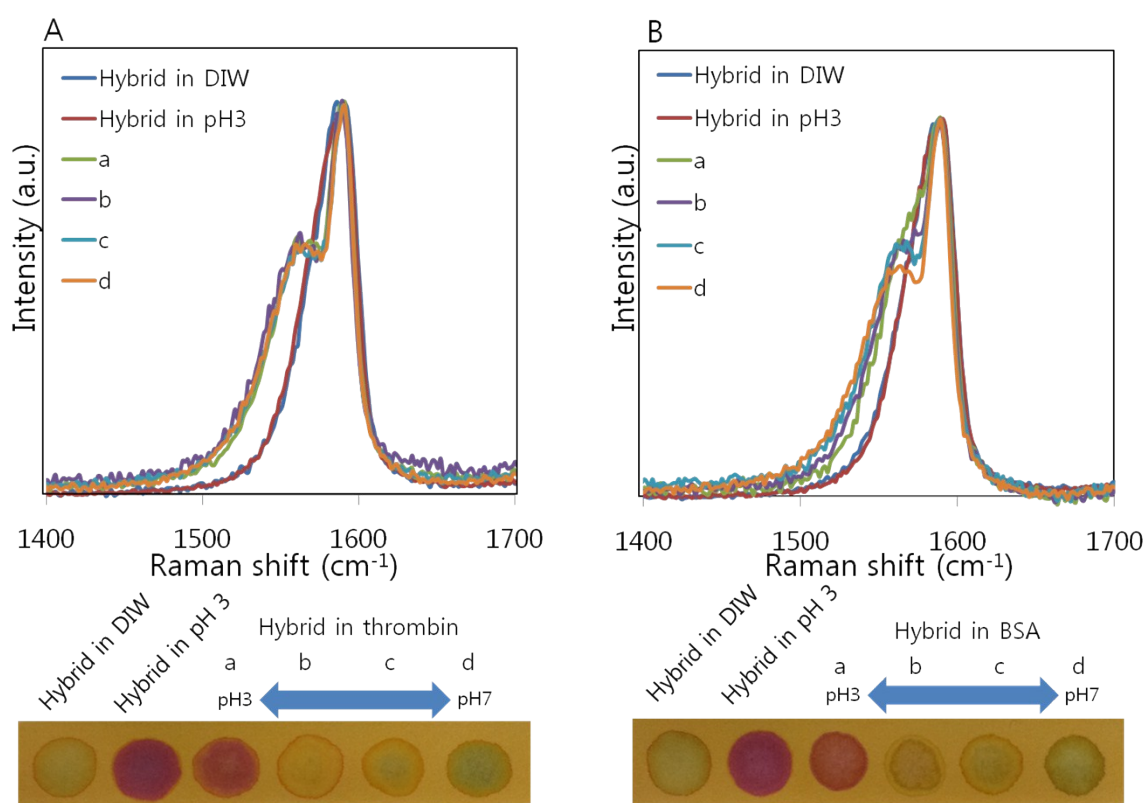 A
Hybrid in DIW
Hybrid in pH3
a
b
c
d
Intensity (a.u.)
1400 1500 1600 1700
Raman shift (cm-1)
Hybrid in DIW
Hybrid in pH 3
Hybrid in thrombin
a b c d
pH3 pH7
B
Hybrid in DIW
Hybrid in pH3
a
b
c
d
Intensity (a.u.)
1400 1500 1600 1700
Raman shift (cm-1)
Hybrid in DIW
Hybrid in pH 3
Hybrid in BSA
a b c d
pH3 pH7